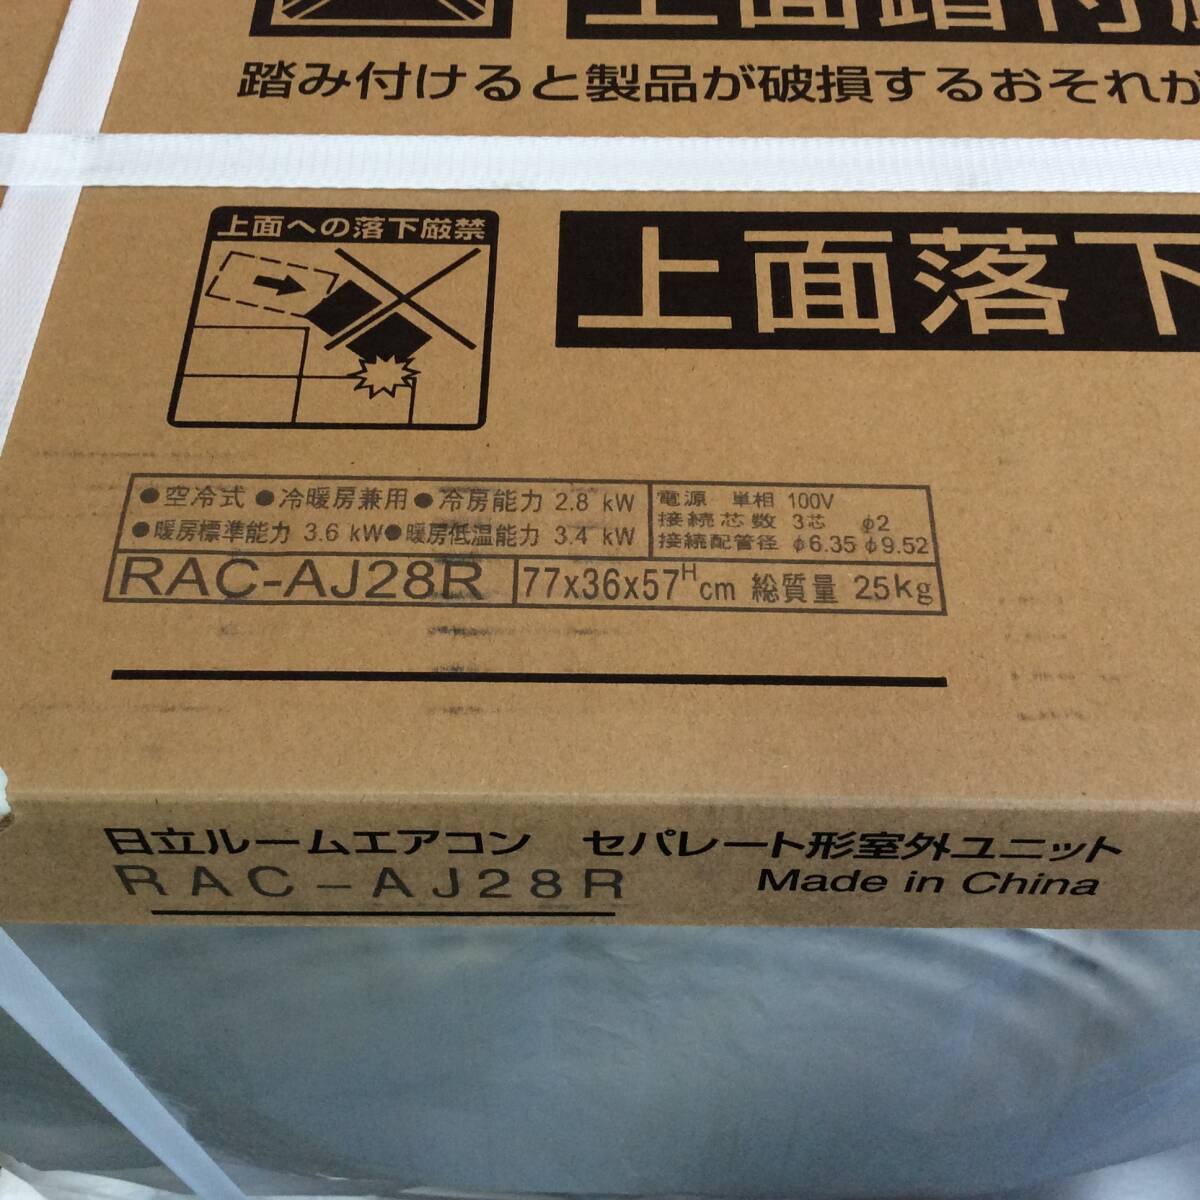 上面踏付
踏み付けると製品が破損するおそれが
上面への落下厳禁
上面落下
●空冷式 ●冷暖房兼用 ●冷房能力 2.8 kW
●暖房標準能力 3.6 kW●暖房低温能力 3.4 kW
電源 単相 100V
接続芯数 3芯 φ2
接続配管径 φ6.35 φ9.52
RAC-AJ28R
77x36x57ᴴcm 総質量 25kg
日立ルームエアコン セパレート形室外ユニット
RAC-AJ28R
Made in China